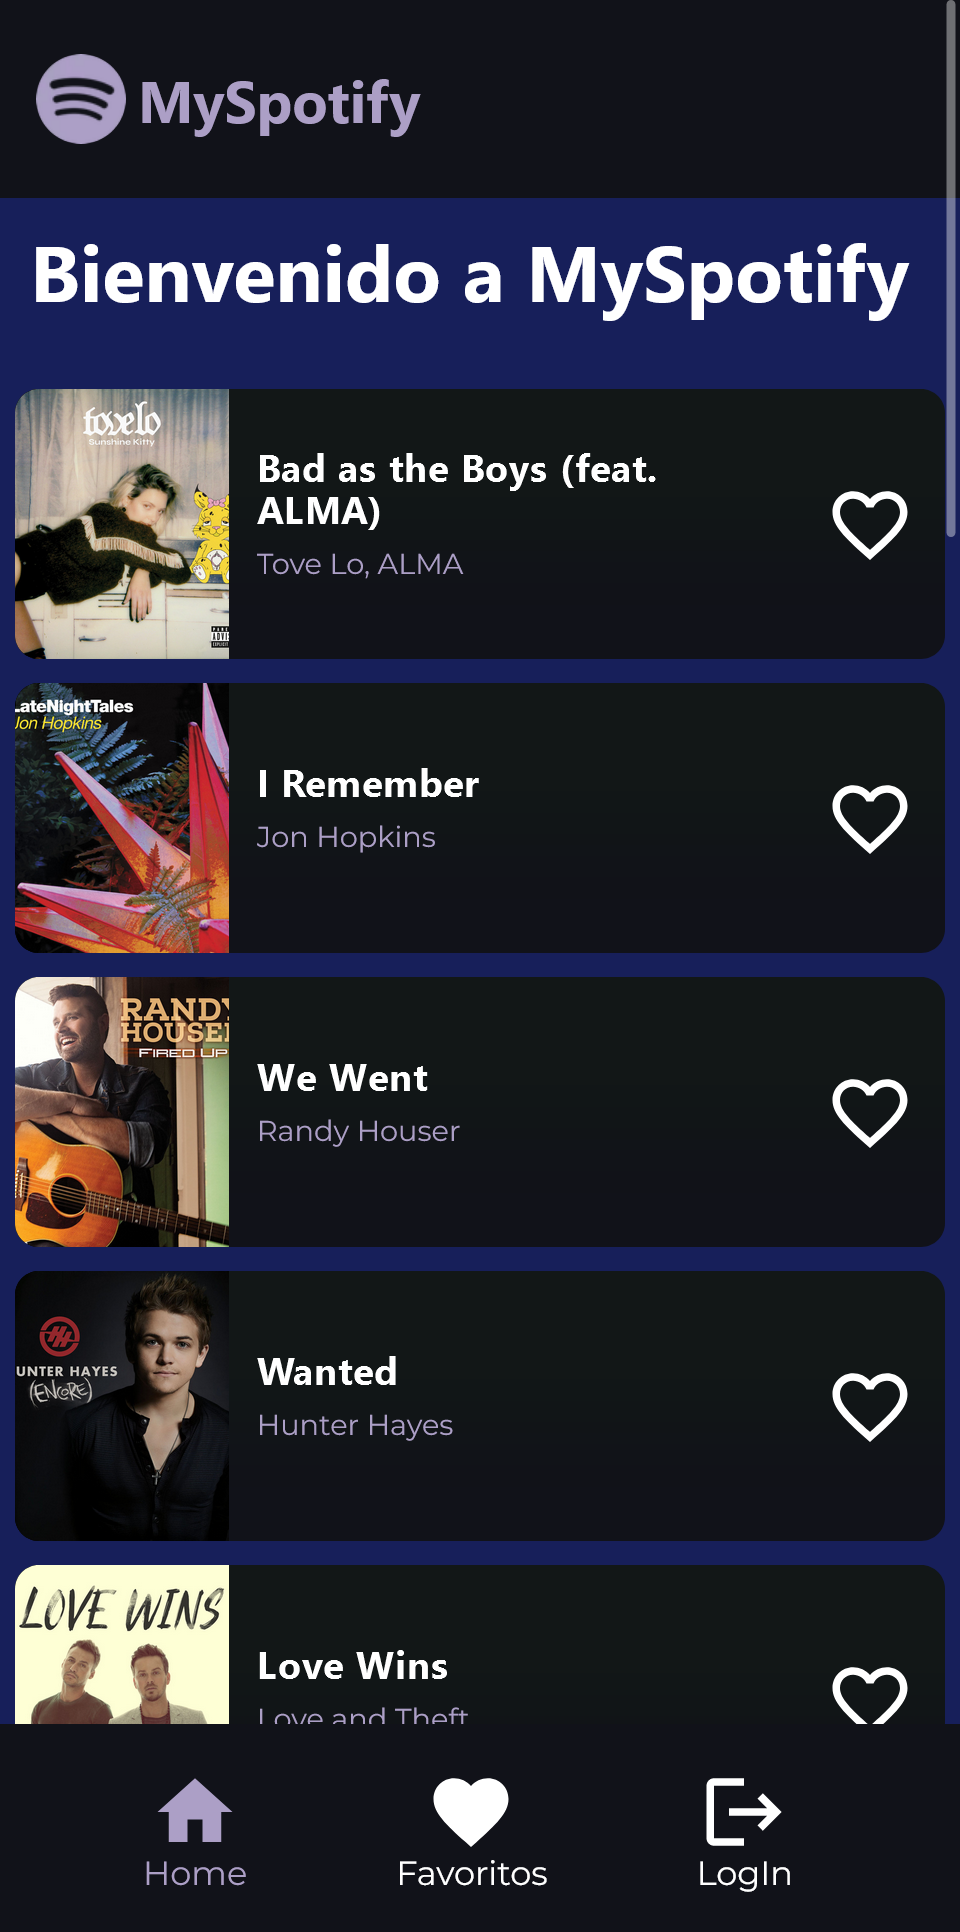 MySpotify
Bienvenido a MySpotify
tove lo
Sunshine Kitty
Bad as the Boys (feat.
ALMA)
Tove Lo, ALMA
LateNightTales
Jon Hopkins
I Remember
Jon Hopkins
RANDY
HOUSER
FIRED UP
We Went
Randy Houser
HH
UNTER HAYES
(ENCORE)
Wanted
Hunter Hayes
LOVE WINS
Love Wins
Love and Theft
Home
Favoritos
LogIn